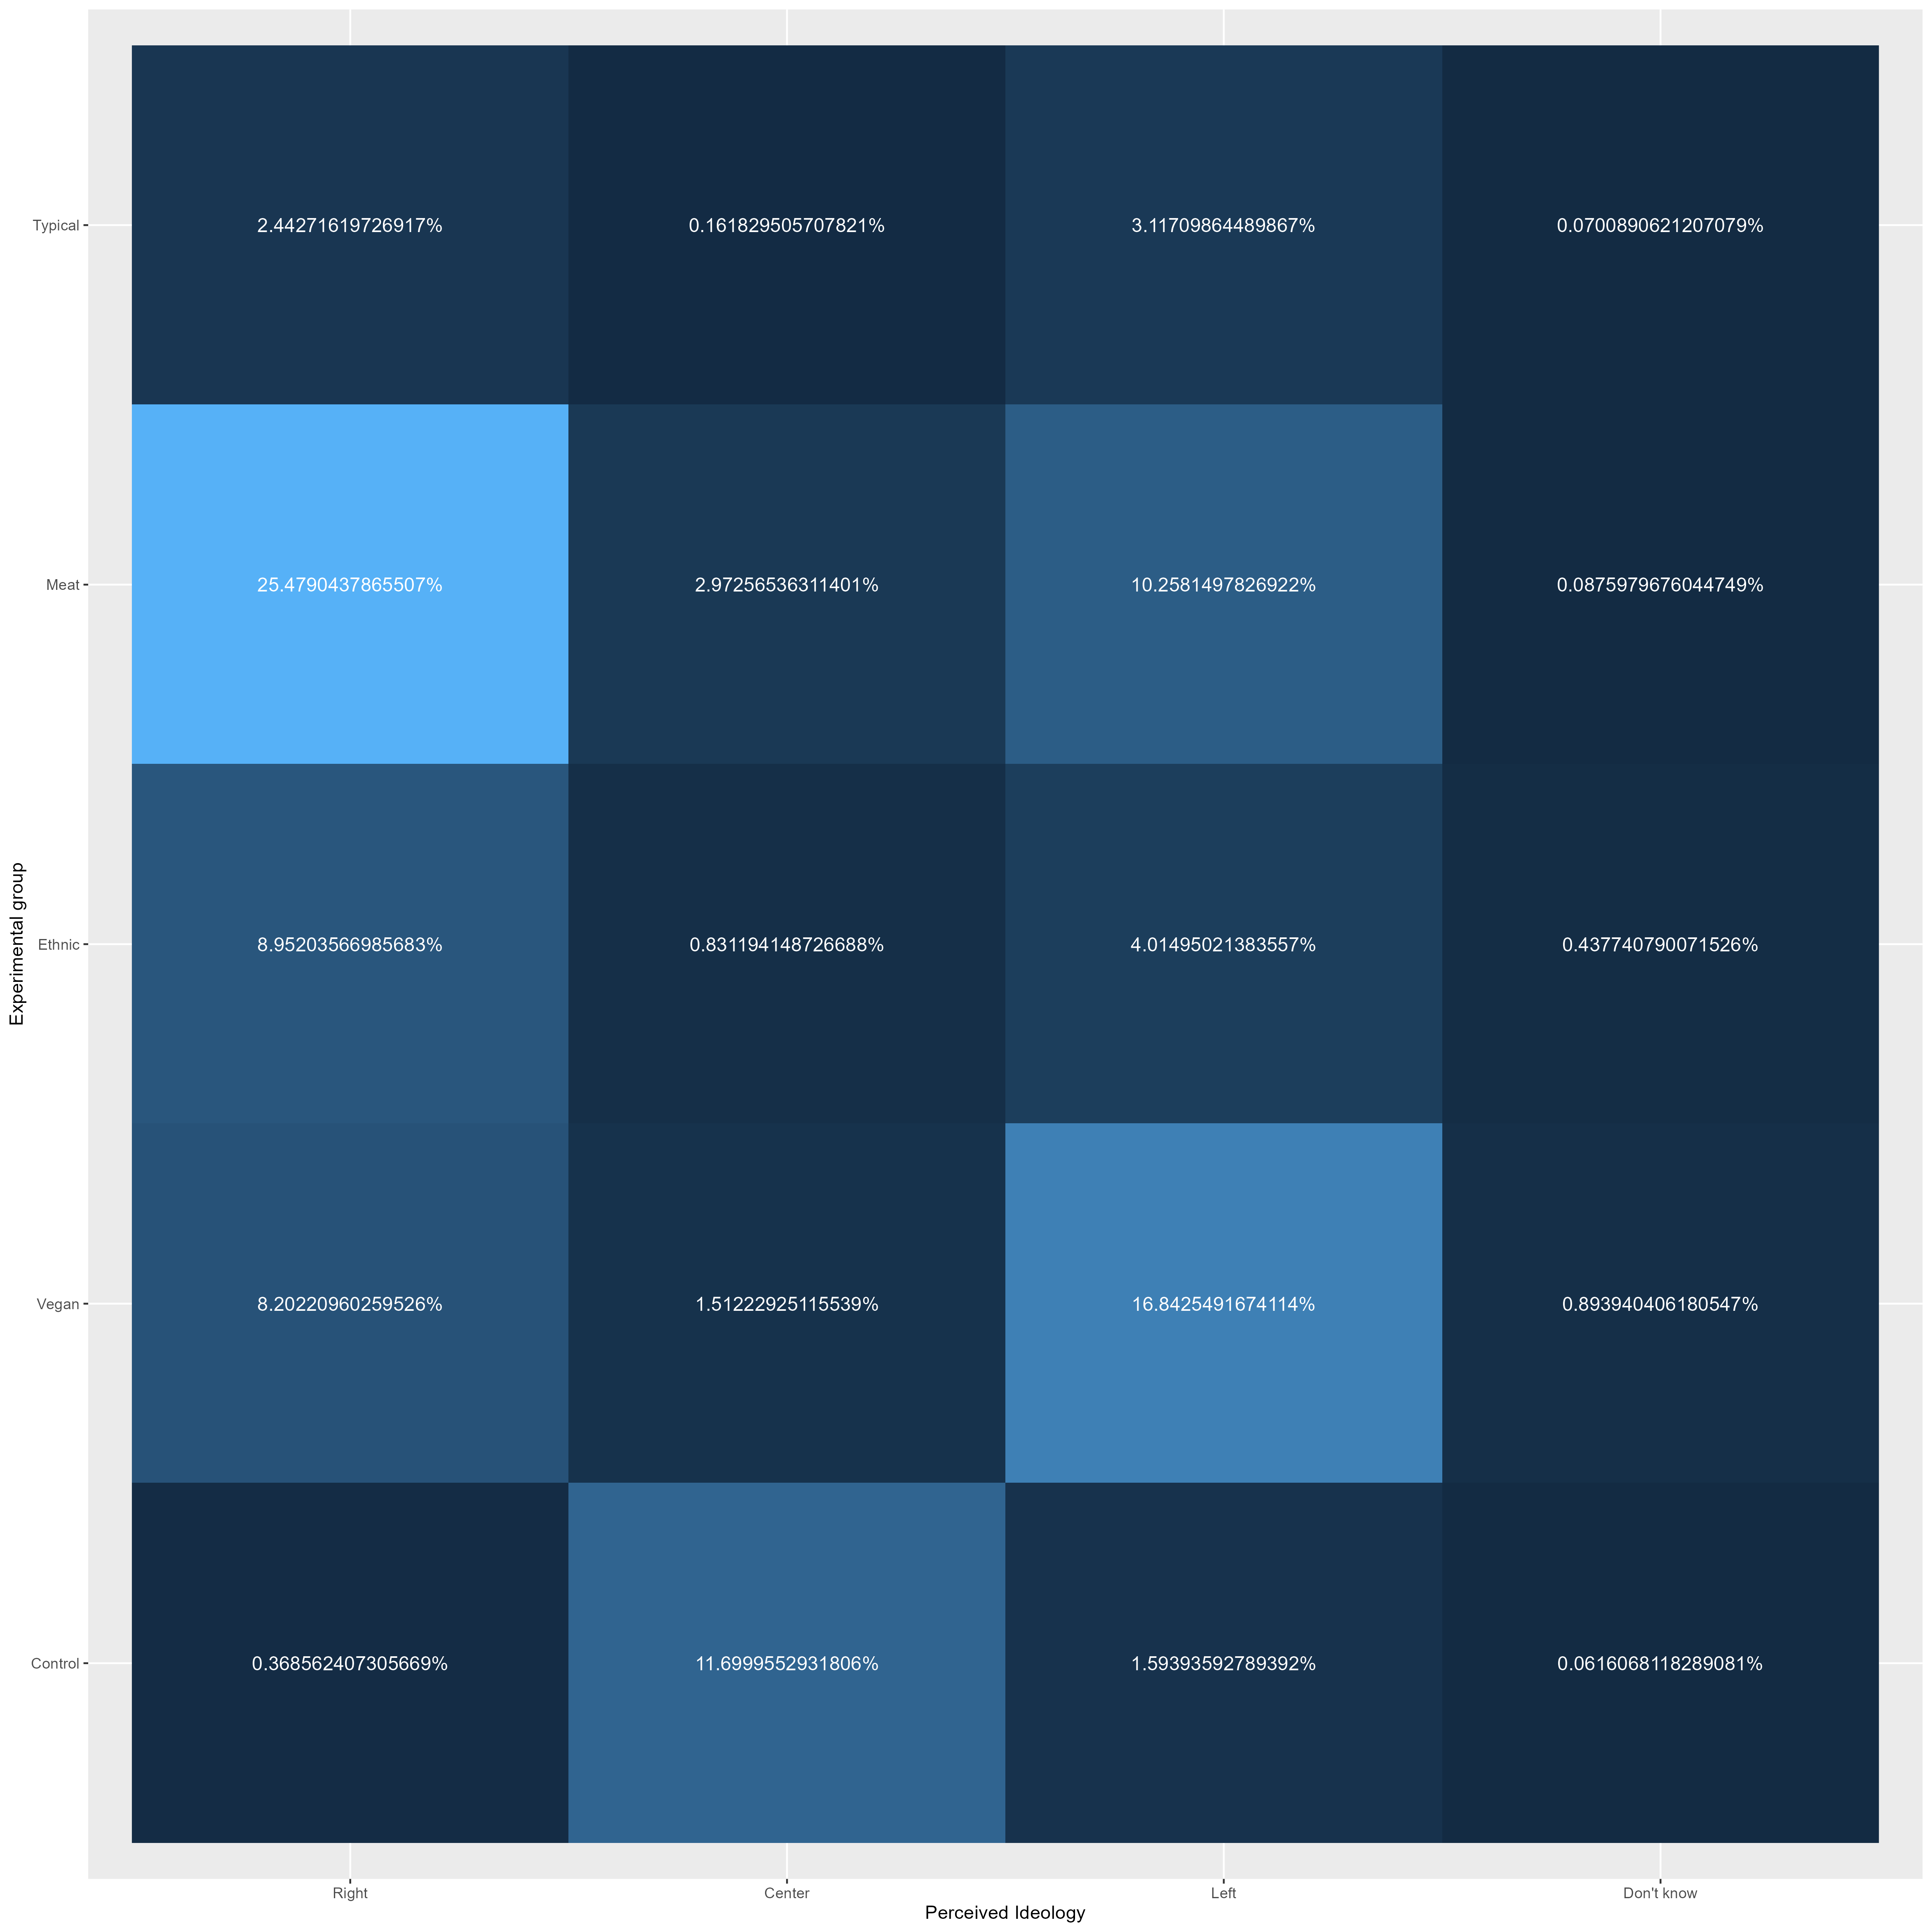 Typical
2.44271619726917%
0.161829505707821%
3.11709864489867%
0.0700890621207079%
Meat
25.4790437865507%
2.97256536311401%
10.2581497826922%
0.0875979676044749%
Experimental group
Ethnic
8.95203566985683%
0.831194148726688%
4.01495021383557%
0.437740790071526%
Vegan
8.20220960259526%
1.51222925115539%
16.8425491674114%
0.893940406180547%
Control
0.368562407305669%
11.6999552931806%
1.59393592789392%
0.0616068118289081%
Right
Center
Left
Don't know
Perceived Ideology